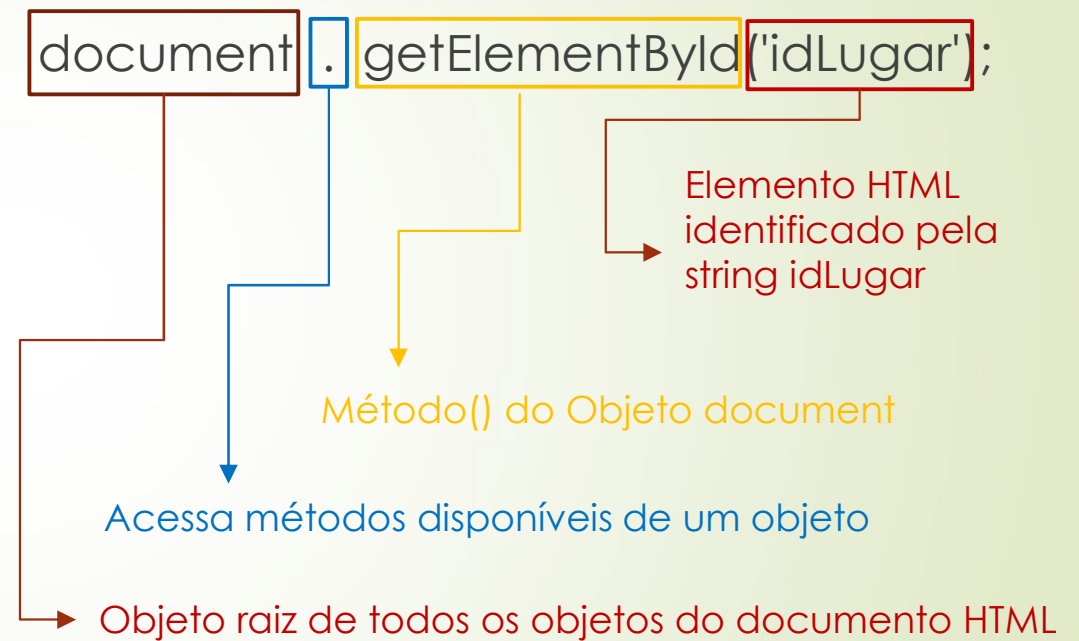 document . getElementById('idLugar');
Elemento HTML
identificado pela
string idLugar
Método() do Objeto document
Acessa métodos disponíveis de um objeto
Objeto raiz de todos os objetos do documento HTML